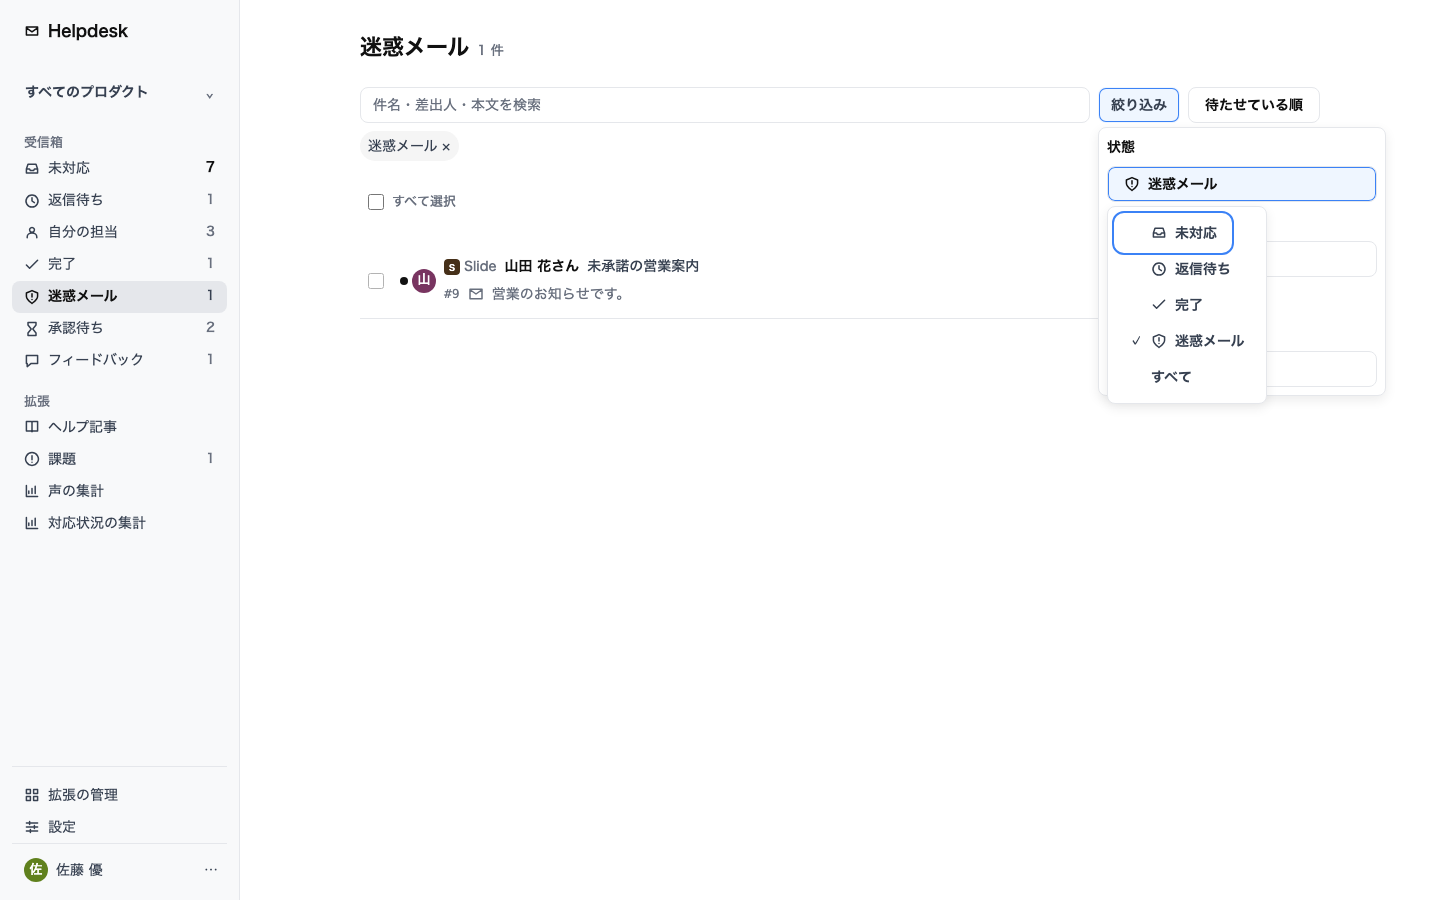 Helpdesk
すべてのプロダクト
受信箱
未対応 7
返信待ち 1
自分の担当 3
完了 1
迷惑メール 1
承認待ち 2
フィードバック 1
拡張
ヘルプ記事
課題 1
声の集計
対応状況の集計
拡張の管理
設定
佐 佐藤 優 …
迷惑メール 1 件
件名・差出人・本文を検索
絞り込み
待たせている順
迷惑メール ×
すべて選択
山 S Slide 山田 花さん 未承諾の営業案内
#9 営業のお知らせです。
状態
迷惑メール
未対応
返信待ち
完了
✓ 迷惑メール
すべて